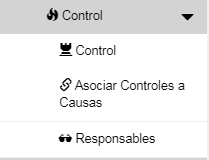 Control
Control
Asociar Controles a
Causas
Responsables